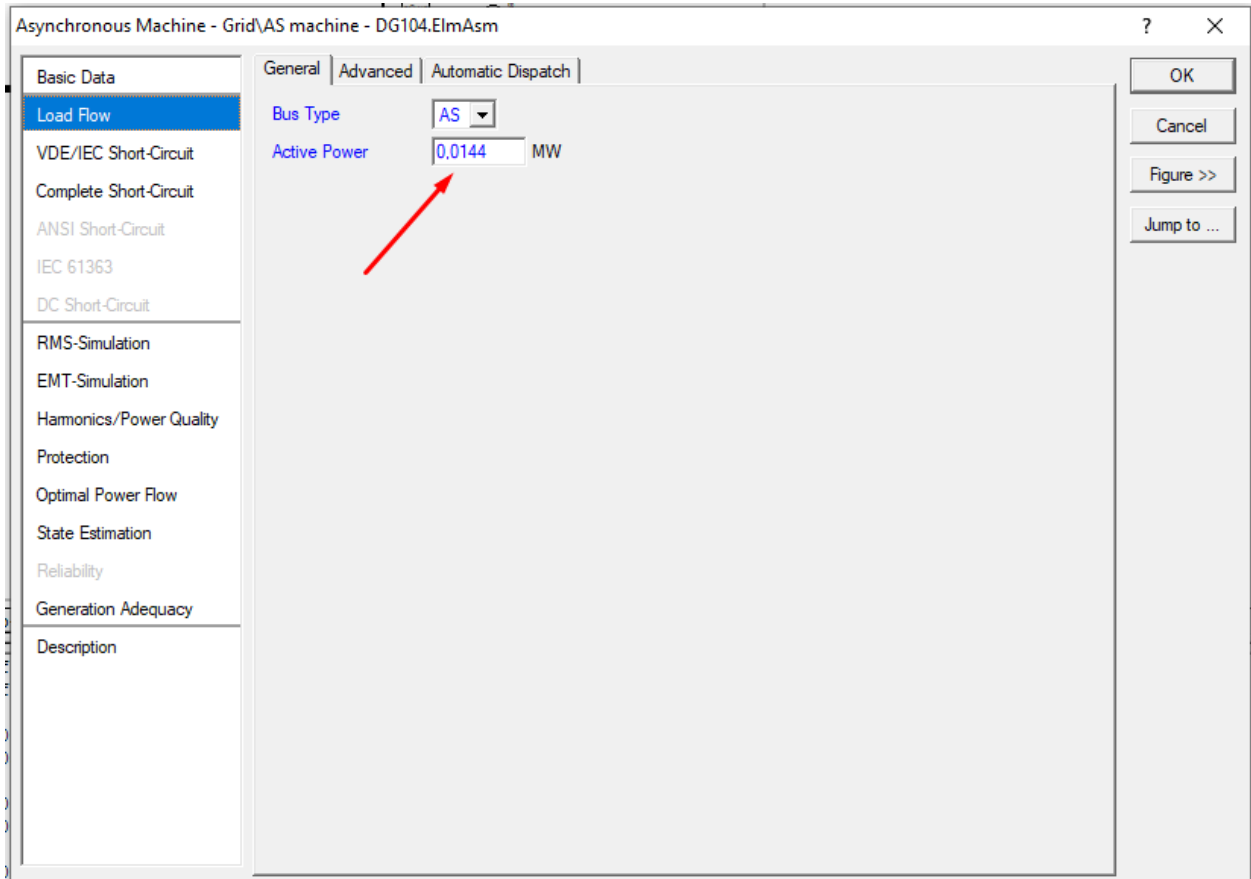 Asynchronous Machine - Grid\AS machine - DG104.ElmAsm
?
Basic Data
Load Flow
VDE/IEC Short-Circuit
Complete Short-Circuit
ANSI Short-Circuit
IEC 61363
DC Short-Circuit
RMS-Simulation
EMT-Simulation
Harmonics/Power Quality
Protection
Optimal Power Flow
State Estimation
Reliability
Generation Adequacy
Description
General Advanced Automatic Dispatch
Bus Type AS
Active Power 0,0144 MW
OK
Cancel
Figure >>
Jump to ...